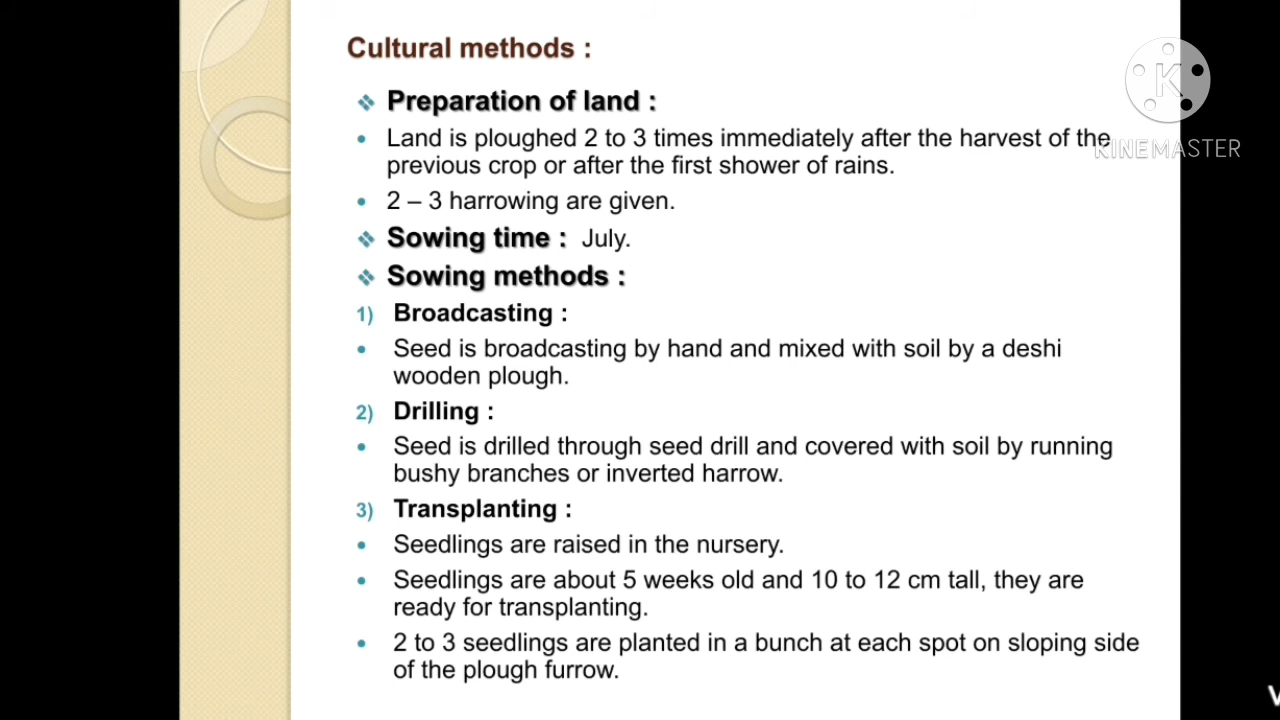 Cultural methods :
Preparation of land :
Land is ploughed 2 to 3 times immediately after the harvest of the
previous crop or after the first shower of rains.
2 – 3 harrowing are given.
Sowing time : July.
Sowing methods :
1) Broadcasting :
Seed is broadcasting by hand and mixed with soil by a deshi
wooden plough.
2) Drilling :
Seed is drilled through seed drill and covered with soil by running
bushy branches or inverted harrow.
3) Transplanting :
Seedlings are raised in the nursery.
Seedlings are about 5 weeks old and 10 to 12 cm tall, they are
ready for transplanting.
2 to 3 seedlings are planted in a bunch at each spot on sloping side
of the plough furrow.
K
KINEMASTER